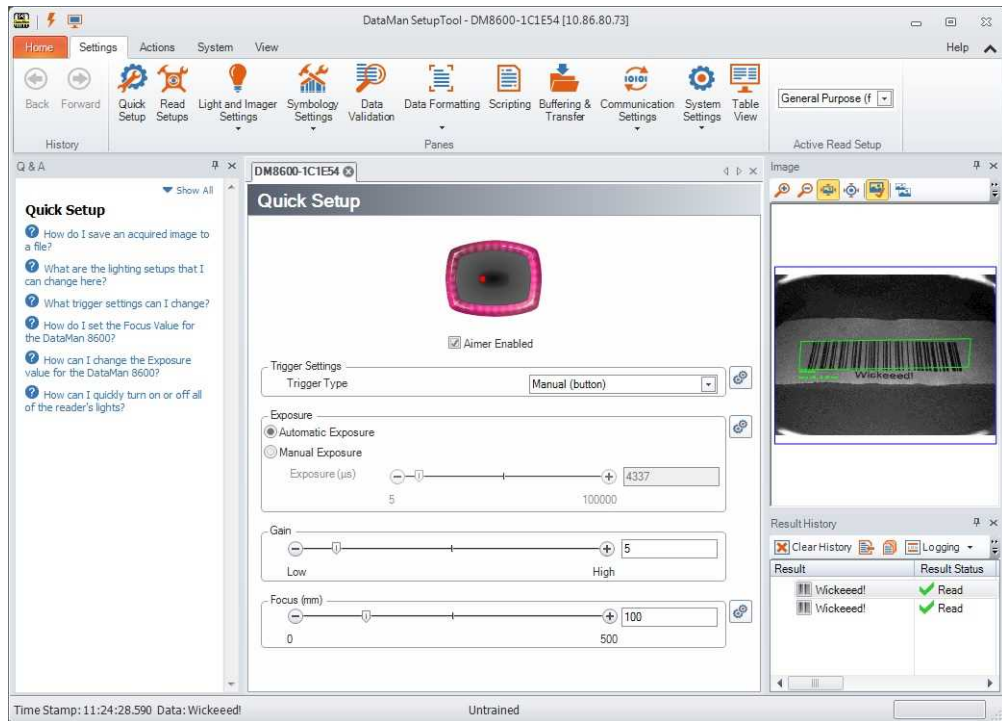 DataMan SetupTool - DM8600-1C1E54 [10.86.80.73]
Home Settings Actions System View Help
Back Forward Quick Setup Read Setups Light and Imager Settings Symbology Settings Data Validation Data Formatting Scripting Buffering & Transfer Communication Settings System Settings Table View General Purpose (f
History Panes Active Read Setup
Q & A
Show All
Quick Setup
How do I save an acquired image to
a file?
What are the lighting setups that I
can change here?
What trigger settings can I change?
How do I set the Focus Value for
the DataMan 8600?
How can I change the Exposure
value for the DataMan 8600?
How can I quickly turn on or off all
of the reader's lights?
DM8600-1C1E54
Quick Setup
Aimer Enabled
Trigger Settings
Trigger Type Manual (button)
Exposure
Automatic Exposure
Manual Exposure
Exposure (µs) 4337
5 100000
Gain
5
Low High
Focus (mm)
100
0 500
Image
Wickeeed!
Result History
Clear History Logging
Result Result Status
Wickeeed! Read
Wickeeed! Read
Time Stamp: 11:24:28.590 Data: Wickeeed! Untrained